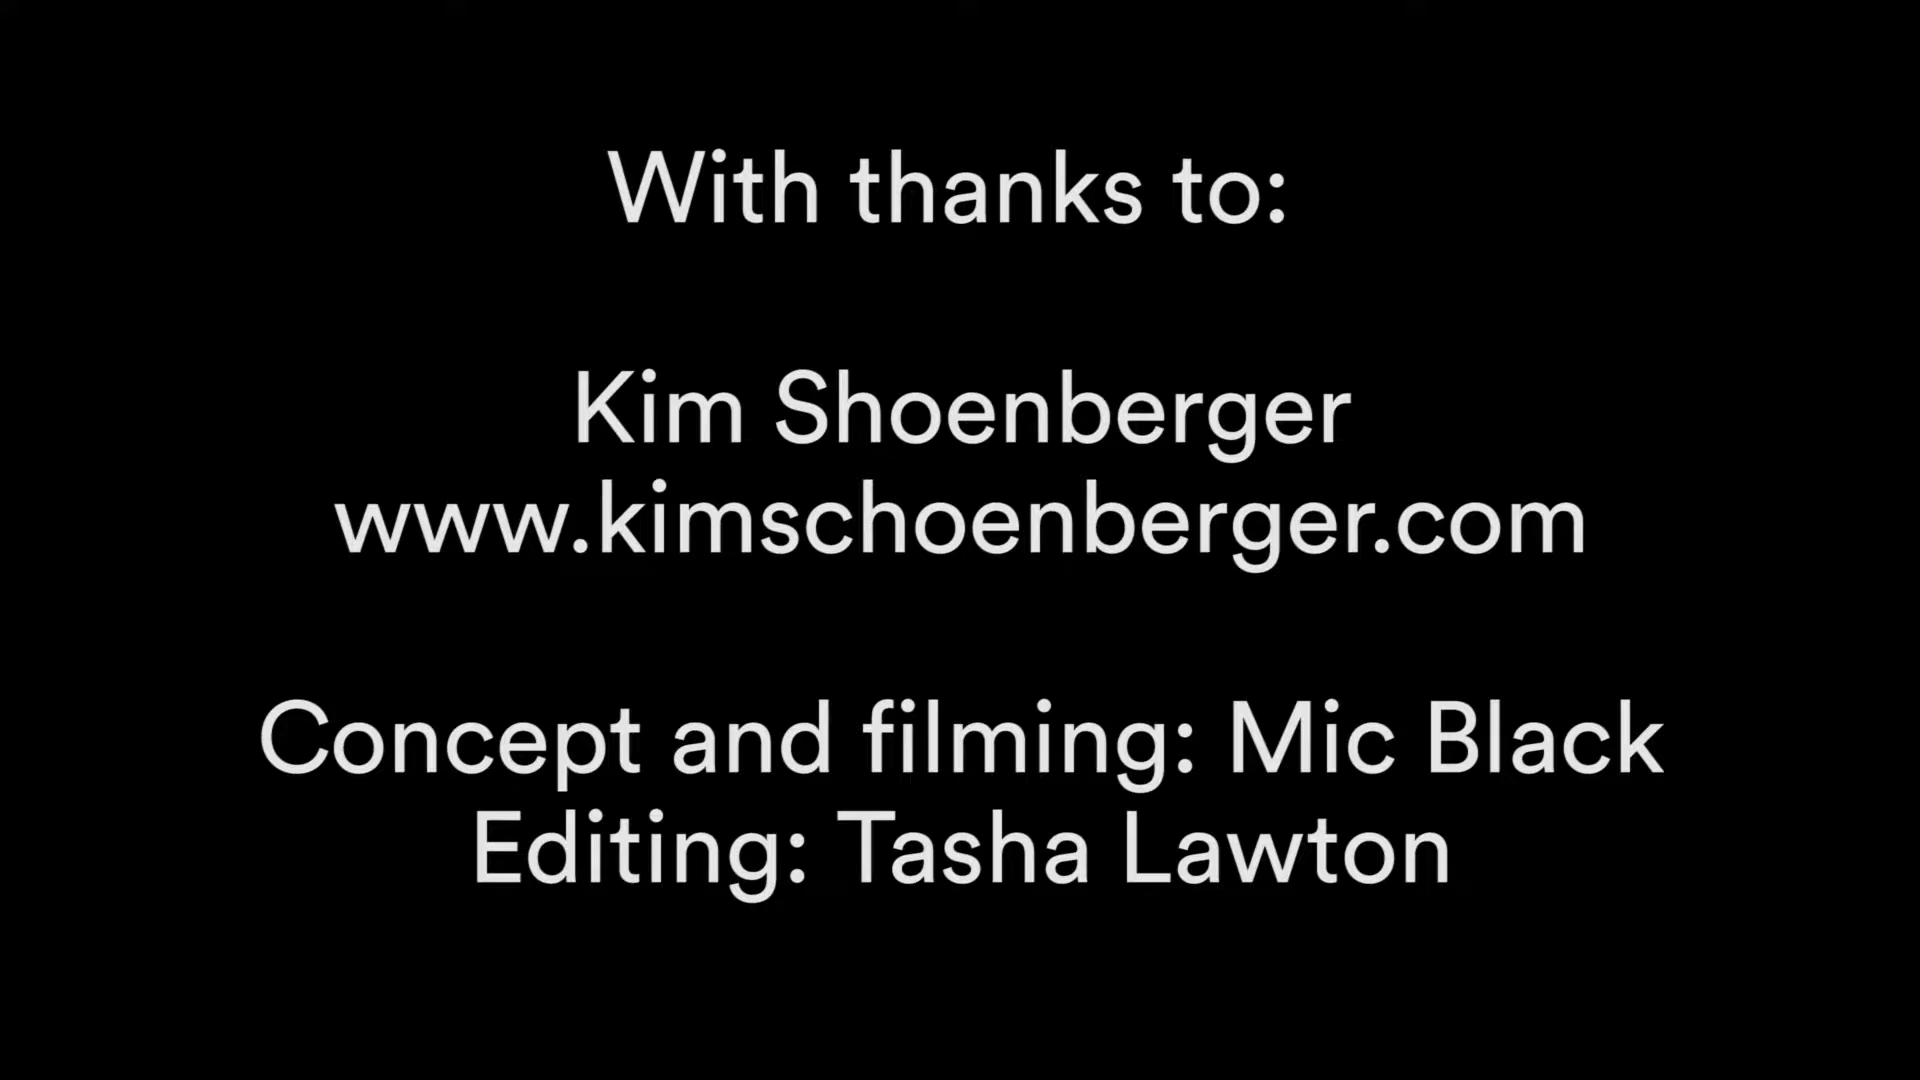 With thanks to:
Kim Shoenberger
www.kimschoenberger.com
Concept and filming: Mic Black
Editing: Tasha Lawton